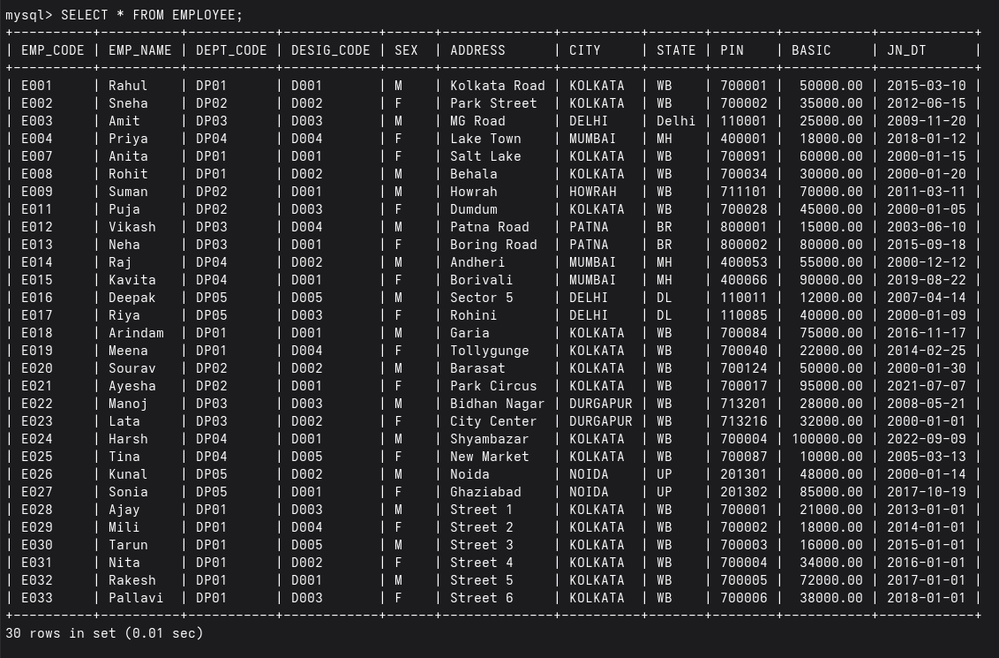 mysql> SELECT * FROM EMPLOYEE;
+----------+----------+-----------+------------+------+--------------+----------+-------+--------+-----------+------------+
| EMP_CODE | EMP_NAME | DEPT_CODE | DESIG_CODE | SEX  | ADDRESS      | CITY     | STATE | PIN    | BASIC     | JN_DT      |
+----------+----------+-----------+------------+------+--------------+----------+-------+--------+-----------+------------+
| E001     | Rahul    | DP01      | D001       | M    | Kolkata Road | KOLKATA  | WB    | 700001 |  50000.00 | 2015-03-10 |
| E002     | Sneha    | DP02      | D002       | F    | Park Street  | KOLKATA  | WB    | 700002 |  35000.00 | 2012-06-15 |
| E003     | Amit     | DP03      | D003       | M    | MG Road      | DELHI    | Delhi | 110001 |  25000.00 | 2009-11-20 |
| E004     | Priya    | DP04      | D004       | F    | Lake Town    | MUMBAI   | MH    | 400001 |  18000.00 | 2018-01-12 |
| E007     | Anita    | DP01      | D001       | F    | Salt Lake    | KOLKATA  | WB    | 700091 |  60000.00 | 2000-01-15 |
| E008     | Rohit    | DP01      | D002       | M    | Behala       | KOLKATA  | WB    | 700034 |  30000.00 | 2000-01-20 |
| E009     | Suman    | DP02      | D001       | M    | Howrah       | HOWRAH   | WB    | 711101 |  70000.00 | 2011-03-11 |
| E011     | Puja     | DP02      | D003       | F    | Dumdum       | KOLKATA  | WB    | 700028 |  45000.00 | 2000-01-05 |
| E012     | Vikash   | DP03      | D004       | M    | Patna Road   | PATNA    | BR    | 800001 |  15000.00 | 2003-06-10 |
| E013     | Neha     | DP03      | D001       | F    | Boring Road  | PATNA    | BR    | 800002 |  80000.00 | 2015-09-18 |
| E014     | Raj      | DP04      | D002       | M    | Andheri      | MUMBAI   | MH    | 400053 |  55000.00 | 2000-12-12 |
| E015     | Kavita   | DP04      | D001       | F    | Borivali     | MUMBAI   | MH    | 400066 |  90000.00 | 2019-08-22 |
| E016     | Deepak   | DP05      | D005       | M    | Sector 5     | DELHI    | DL    | 110011 |  12000.00 | 2007-04-14 |
| E017     | Riya     | DP05      | D003       | F    | Rohini       | DELHI    | DL    | 110085 |  40000.00 | 2000-01-09 |
| E018     | Arindam  | DP01      | D001       | M    | Garia        | KOLKATA  | WB    | 700084 |  75000.00 | 2016-11-17 |
| E019     | Meena    | DP01      | D004       | F    | Tollygunge   | KOLKATA  | WB    | 700040 |  22000.00 | 2014-02-25 |
| E020     | Sourav   | DP02      | D002       | M    | Barasat      | KOLKATA  | WB    | 700124 |  50000.00 | 2000-01-30 |
| E021     | Ayesha   | DP02      | D001       | F    | Park Circus  | KOLKATA  | WB    | 700017 |  95000.00 | 2021-07-07 |
| E022     | Manoj    | DP03      | D003       | M    | Bidhan Nagar | DURGAPUR | WB    | 713201 |  28000.00 | 2008-05-21 |
| E023     | Lata     | DP03      | D002       | F    | City Center  | DURGAPUR | WB    | 713216 |  32000.00 | 2000-01-01 |
| E024     | Harsh    | DP04      | D001       | M    | Shyambazar   | KOLKATA  | WB    | 700004 | 100000.00 | 2022-09-09 |
| E025     | Tina     | DP04      | D005       | F    | New Market   | KOLKATA  | WB    | 700087 |  10000.00 | 2005-03-13 |
| E026     | Kunal    | DP05      | D002       | M    | Noida        | NOIDA    | UP    | 201301 |  48000.00 | 2000-01-14 |
| E027     | Sonia    | DP05      | D001       | F    | Ghaziabad    | NOIDA    | UP    | 201302 |  85000.00 | 2017-10-19 |
| E028     | Ajay     | DP01      | D003       | M    | Street 1     | KOLKATA  | WB    | 700001 |  21000.00 | 2013-01-01 |
| E029     | Mili     | DP01      | D004       | F    | Street 2     | KOLKATA  | WB    | 700002 |  18000.00 | 2014-01-01 |
| E030     | Tarun    | DP01      | D005       | M    | Street 3     | KOLKATA  | WB    | 700003 |  16000.00 | 2015-01-01 |
| E031     | Nita     | DP01      | D002       | F    | Street 4     | KOLKATA  | WB    | 700004 |  34000.00 | 2016-01-01 |
| E032     | Rakesh   | DP01      | D001       | M    | Street 5     | KOLKATA  | WB    | 700005 |  72000.00 | 2017-01-01 |
| E033     | Pallavi  | DP01      | D003       | F    | Street 6     | KOLKATA  | WB    | 700006 |  38000.00 | 2018-01-01 |
+----------+----------+-----------+------------+------+--------------+----------+-------+--------+-----------+------------+
30 rows in set (0.01 sec)